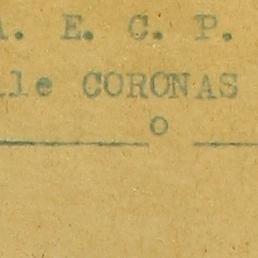 A. E. C. P.
lle CORONAS
o